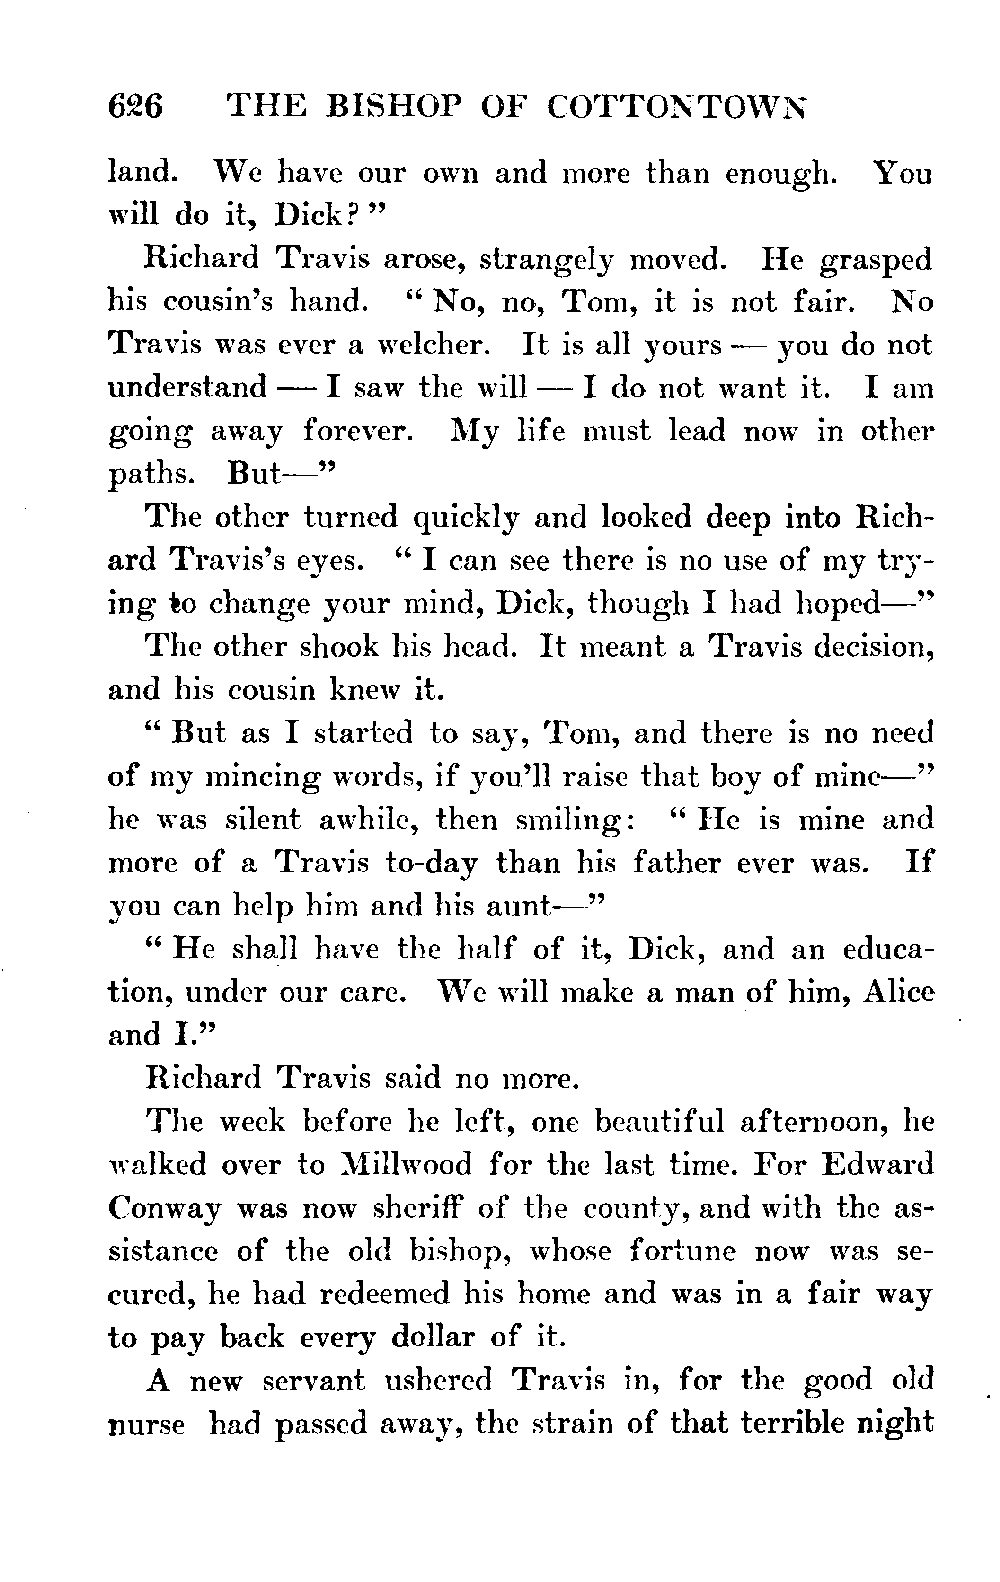 626 THE BISHOP OF COTTONTOWN
land. We have our own and more than enough. You
will do it, Dick? ”
Richard Travis arose, strangely moved. He grasped
his cousin’s hand. “ No, no, Tom, it is not fair. No
Travis was ever a welcher. It is all yours — you do not
understand — I saw the will — I do not want it. I am
going away forever. My life must lead now in other
paths. But—”
The other turned quickly and looked deep into Rich-
ard Travis’s eyes. “ I can see there is no use of my try-
ing to change your mind, Dick, though I had hoped—”
The other shook his head. It meant a Travis decision,
and his cousin knew it.
“ But as I started to say, Tom, and there is no need
of my mincing words, if you’ll raise that boy of mine—”
he was silent awhile, then smiling: “ He is mine and
more of a Travis to-day than his father ever was. If
you can help him and his aunt—”
“ He shall have the half of it, Dick, and an educa-
tion, under our care. We will make a man of him, Alice
and I.”
Richard Travis said no more.
The week before he left, one beautiful afternoon, he
walked over to Millwood for the last time. For Edward
Conway was now sheriff of the county, and with the as-
sistance of the old bishop, whose fortune now was se-
cured, he had redeemed his home and was in a fair way
to pay back every dollar of it.
A new servant ushered Travis in, for the good old
nurse had passed away, the strain of that terrible night